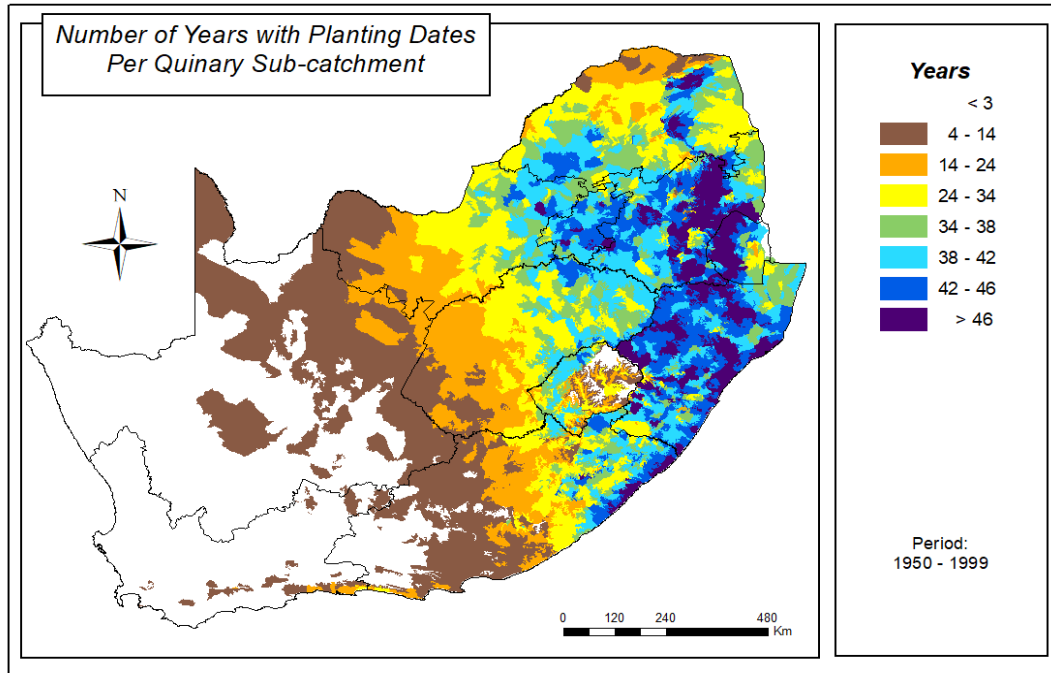 Number of Years with Planting Dates
Per Quinary Sub-catchment
N
Years
< 3
4 - 14
14 - 24
24 - 34
34 - 38
38 - 42
42 - 46
> 46
Period:
1950 - 1999
0 120 240 480
Km